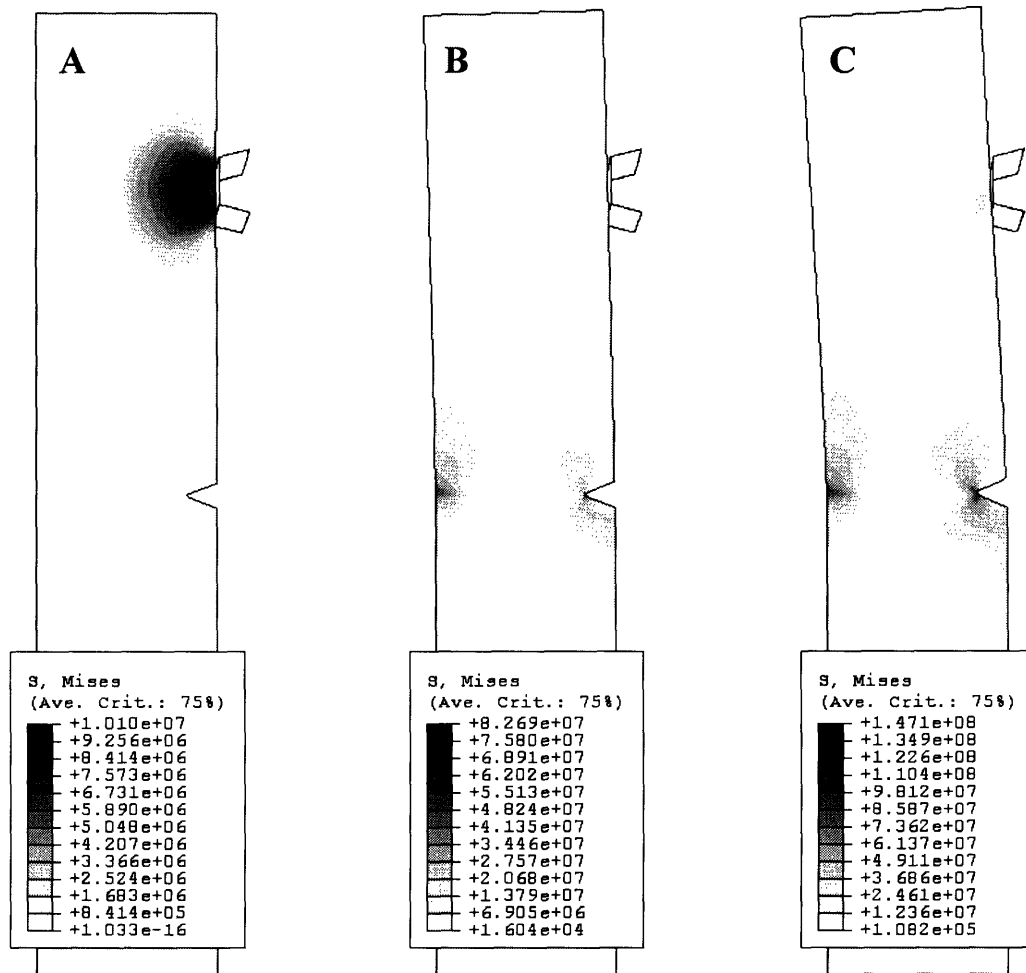 A
B
C
S, Mises
(Ave. Crit.: 75%)
+1.010e+07
+9.256e+06
+8.414e+06
+7.573e+06
+6.731e+06
+5.890e+06
+5.048e+06
+4.207e+06
+3.366e+06
+2.524e+06
+1.683e+06
+8.414e+05
+1.033e-16
S, Mises
(Ave. Crit.: 75%)
+8.269e+07
+7.580e+07
+6.891e+07
+6.202e+07
+5.513e+07
+4.824e+07
+4.135e+07
+3.446e+07
+2.757e+07
+2.068e+07
+1.379e+07
+6.905e+06
+1.604e+04
S, Mises
(Ave. Crit.: 75%)
+1.471e+08
+1.349e+08
+1.226e+08
+1.104e+08
+9.812e+07
+8.587e+07
+7.362e+07
+6.137e+07
+4.911e+07
+3.686e+07
+2.461e+07
+1.236e+07
+1.082e+05